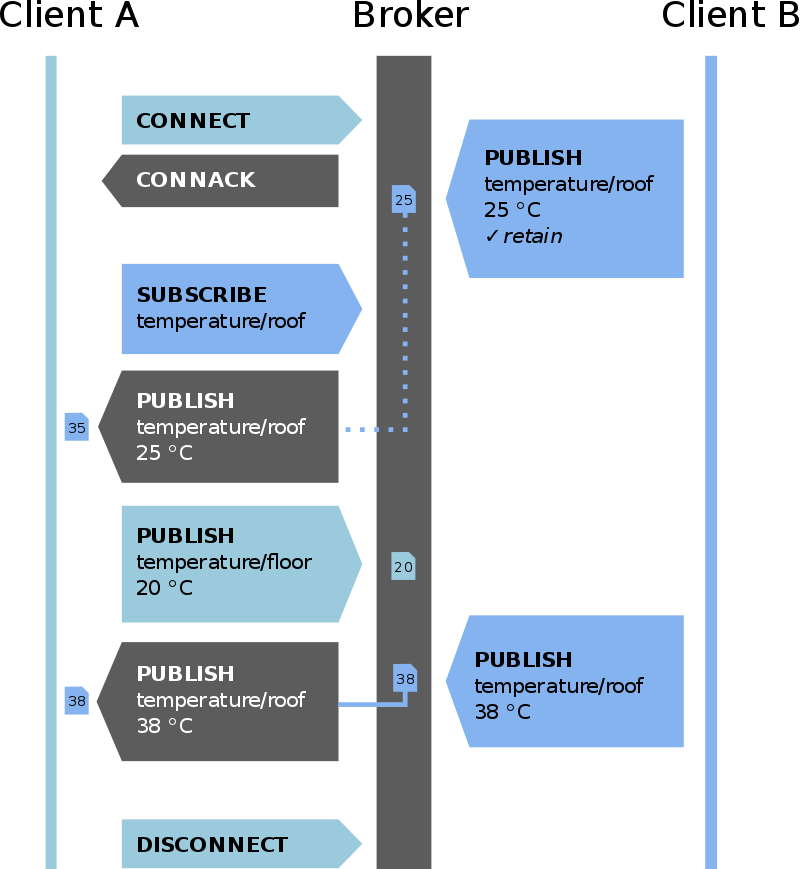 Client A
Broker
Client B
CONNECT
CONNACK
PUBLISH
temperature/roof
25 °C
✓ retain
25
SUBSCRIBE
temperature/roof
PUBLISH
temperature/roof
25 °C
35
PUBLISH
temperature/floor
20 °C
20
PUBLISH
temperature/roof
38 °C
38
38
PUBLISH
temperature/roof
38 °C
DISCONNECT